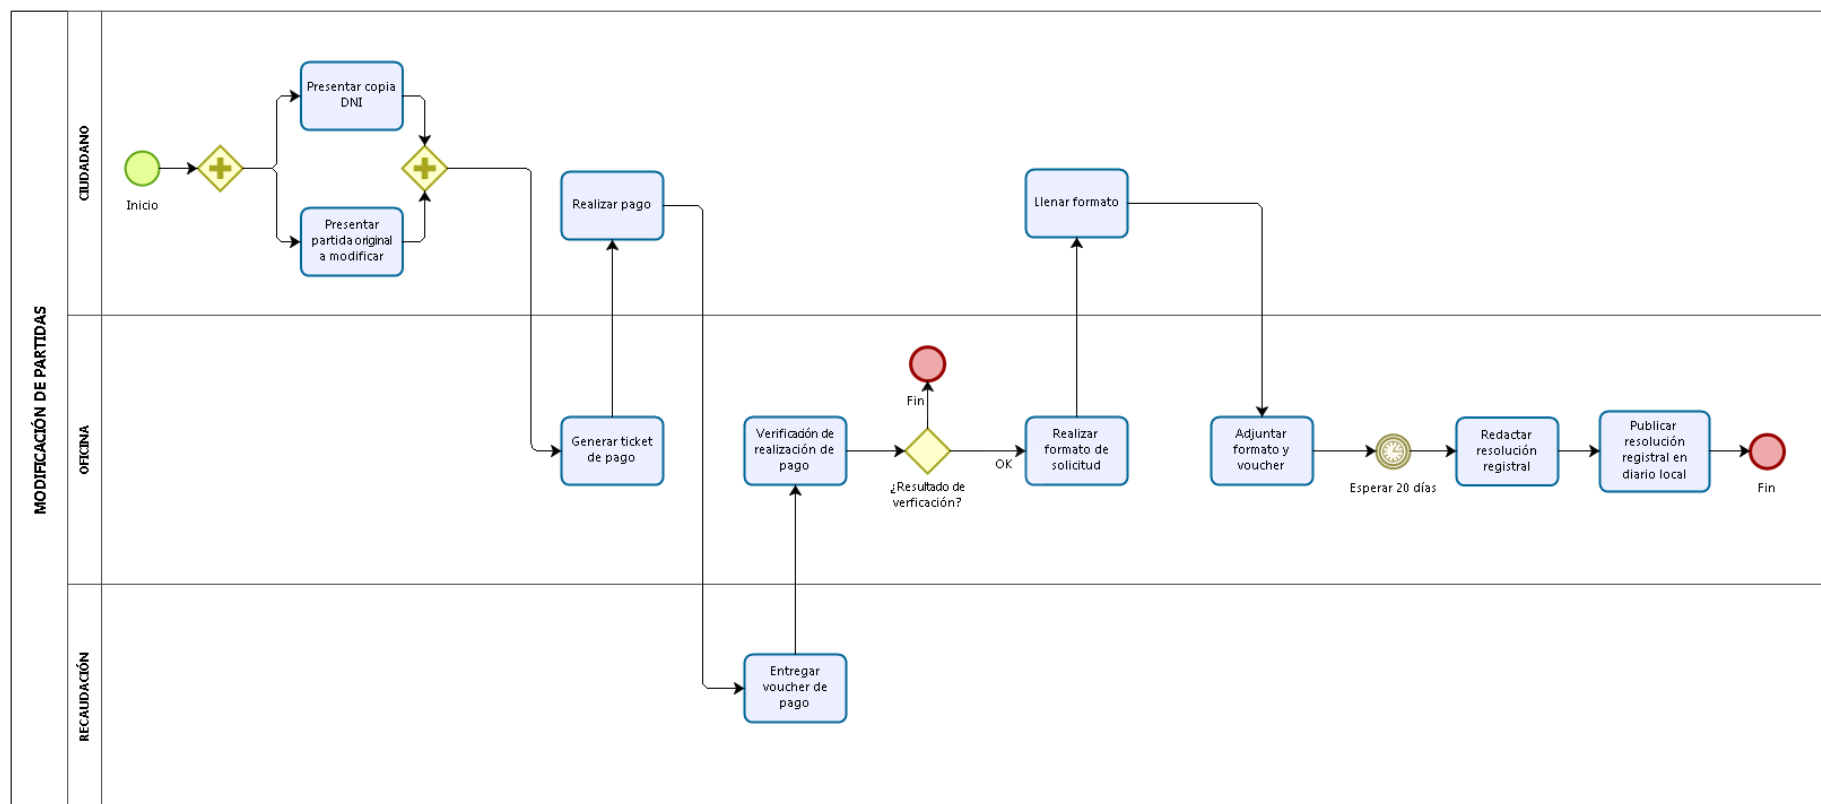 MODIFICACIÓN DE PARTIDAS
CIUDADANO
Inicio
Presentar copia
DNI
Presentar
partida original
a modificar
Realizar pago
Llenar formato
OFICINA
Generar ticket
de pago
Verificación de
realización de
pago
Fin
¿Resultado de
verficación?
OK
Realizar
formato de
solicitud
Adjuntar
formato y
voucher
Esperar 20 días
Redactar
resolución
registral
Publicar
resolución
registral en
diario local
Fin
RECAUDACIÓN
Entregar
voucher de
pago